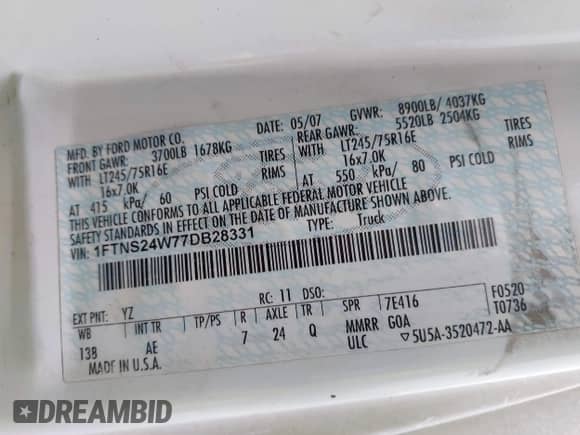 MFD. BY FORD MOTOR CO. DATE: 05/07 GVWR: 8900LB/ 4037KG
FRONT GAWR: 3700LB 1678KG REAR GAWR: 5520LB 2504KG
WITH LT245/75R16E TIRES WITH LT245/75R16E TIRES
16x7.0K RIMS 16x7.0K RIMS
AT 415 kPa/ 60 PSI COLD AT 550 kPa/ 80 PSI COLD
THIS VEHICLE CONFORMS TO ALL APPLICABLE FEDERAL MOTOR VEHICLE
SAFETY STANDARDS IN EFFECT ON THE DATE OF MANUFACTURE SHOWN ABOVE.
VIN: 1FTNS24W77DB28331 TYPE: Truck
EXT PNT: YZ RC: 11 DSO: F0520
WB INT TR TP/PS R AXLE TR SPR 7E416 T0736
138 AE 7 24 Q MMRR GOA
MADE IN U.S.A. ULC ▽5U5A-3520472-AA
DREAMBID